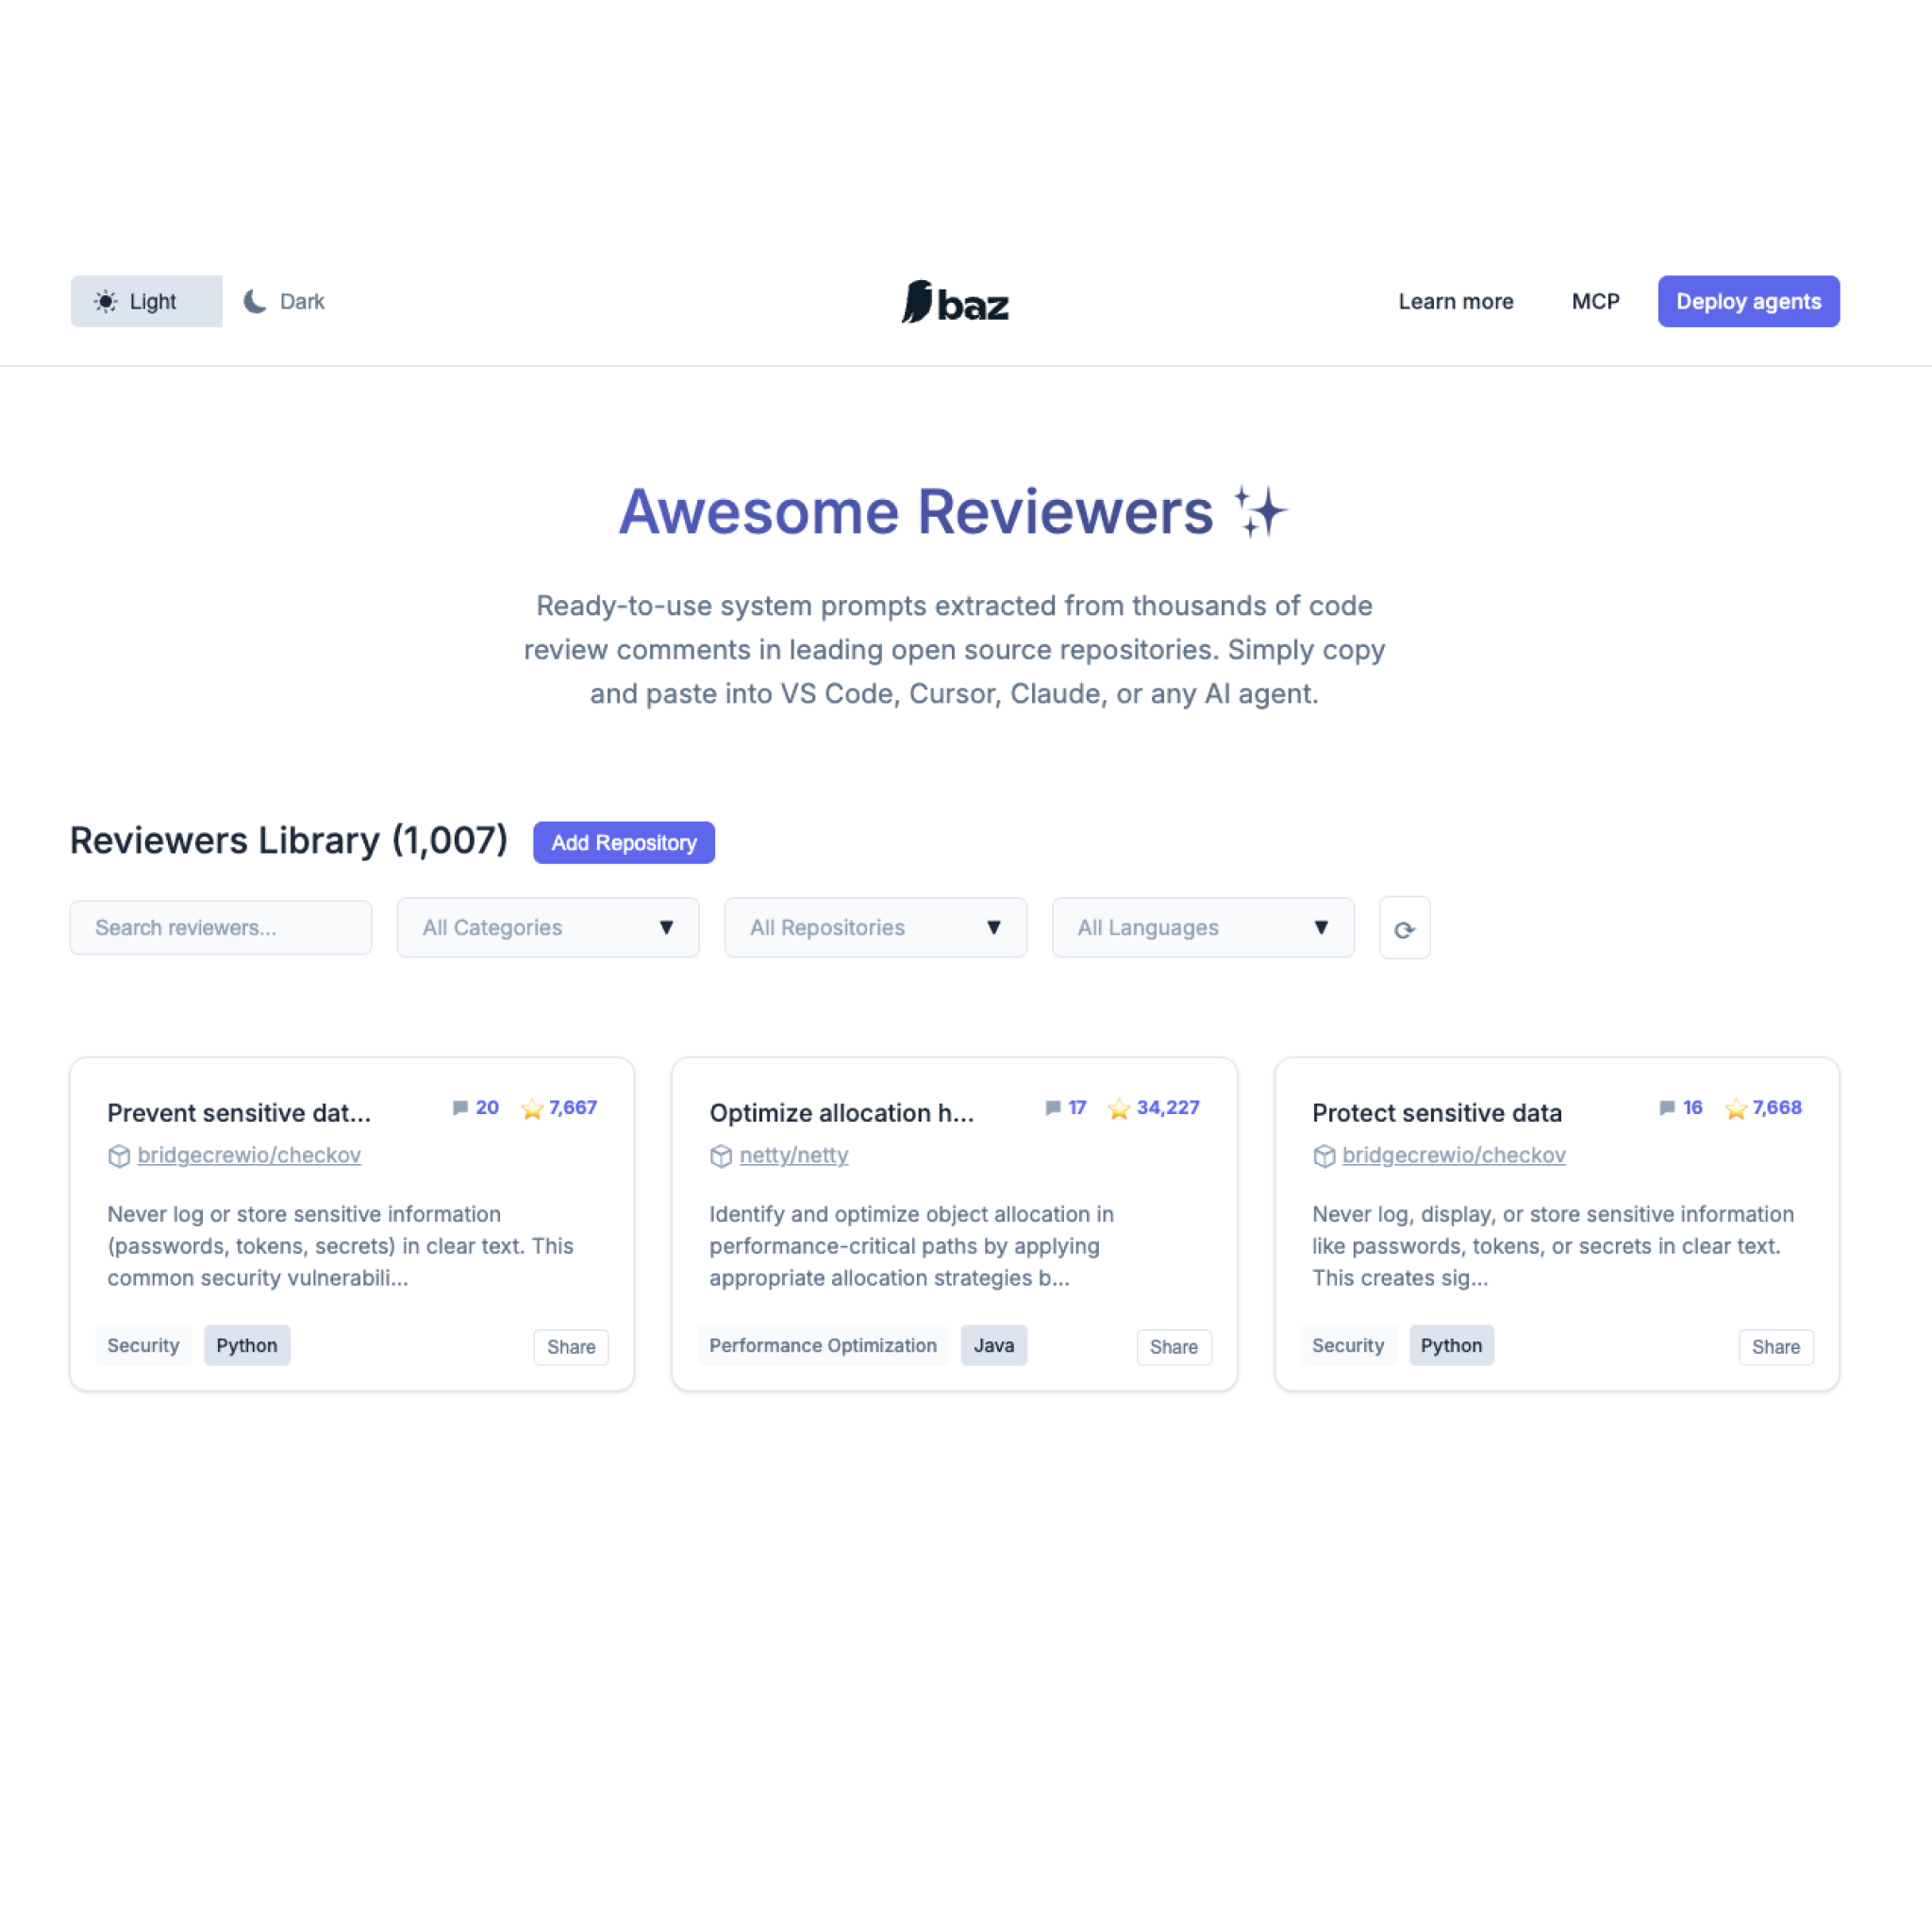 Light
Dark
baz
Learn more
MCP
Deploy agents
Awesome Reviewers ✨
Ready-to-use system prompts extracted from thousands of code
review comments in leading open source repositories. Simply copy
and paste into VS Code, Cursor, Claude, or any AI agent.
Reviewers Library (1,007)
Add Repository
Search reviewers...
All Categories ▼
All Repositories ▼
All Languages ▼
⟳
Prevent sensitive dat...
20
⭐ 7,667
bridgecrewio/checkov
Never log or store sensitive information
(passwords, tokens, secrets) in clear text. This
common security vulnerabili...
Security
Python
Share
Optimize allocation h...
17
⭐ 34,227
netty/netty
Identify and optimize object allocation in
performance-critical paths by applying
appropriate allocation strategies b...
Performance Optimization
Java
Share
Protect sensitive data
16
⭐ 7,668
bridgecrewio/checkov
Never log, display, or store sensitive information
like passwords, tokens, or secrets in clear text.
This creates sig...
Security
Python
Share